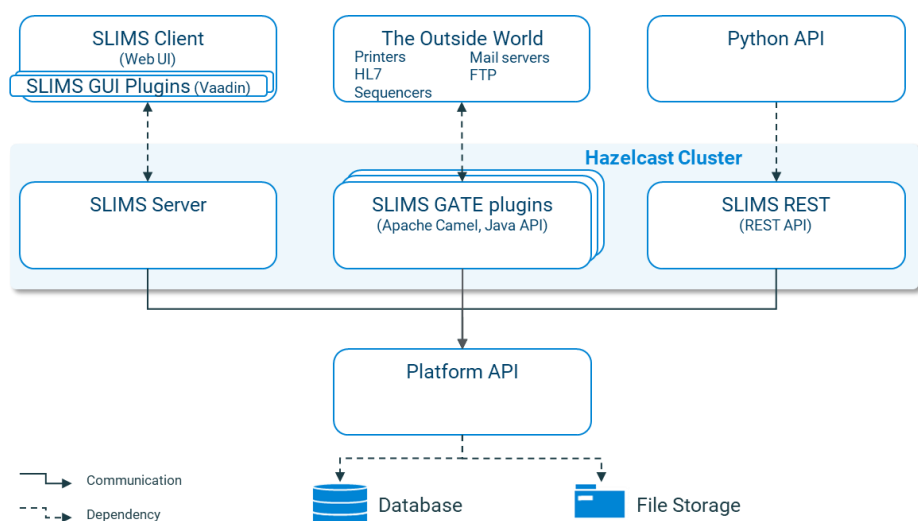 SLIMS Client
(Web UI)
SLIMS GUI Plugins (Vaadin)
The Outside World
Printers
HL7
Sequencers
Mail servers
FTP
Python API
Hazelcast Cluster
SLIMS Server
SLIMS GATE plugins
(Apache Camel, Java API)
SLIMS REST
(REST API)
Platform API
Communication
Dependency
Database
File Storage